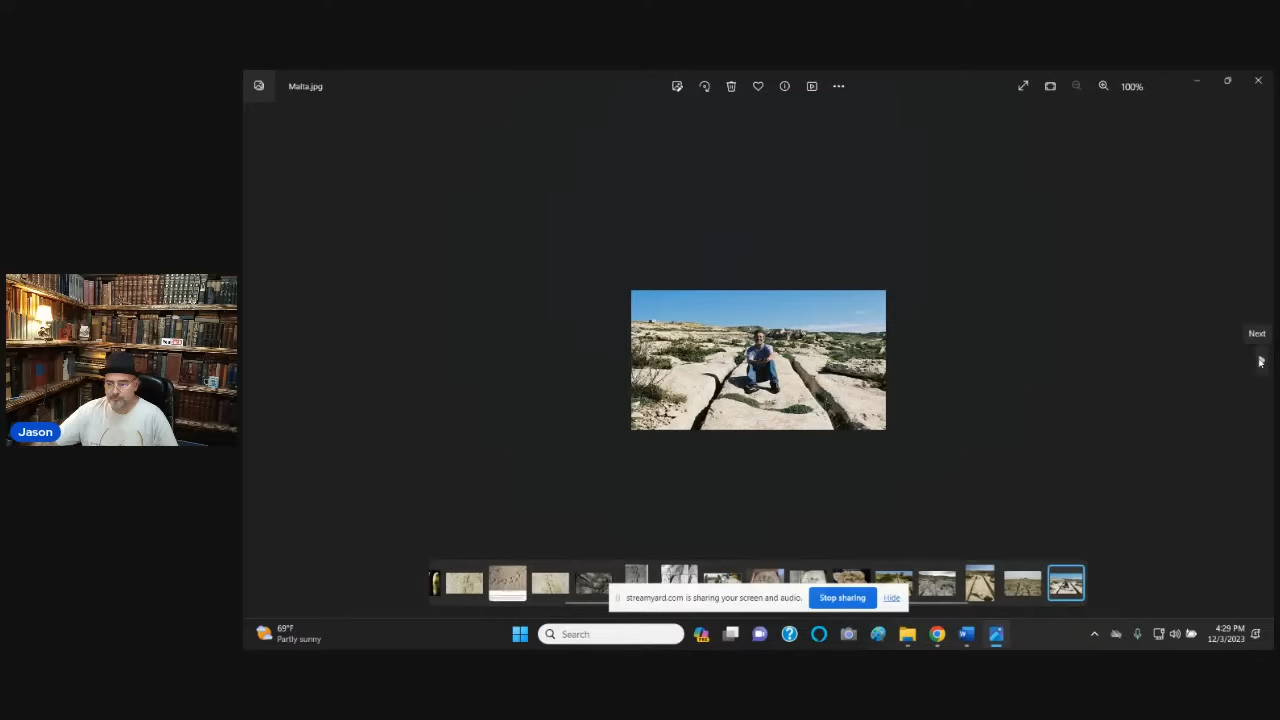 Malta.jpg
100%
Next
Jason
streamyard.com is sharing your screen and audio.
Stop sharing
Hide
69°F
Partly sunny
Search
4:29 PM
12/3/2023